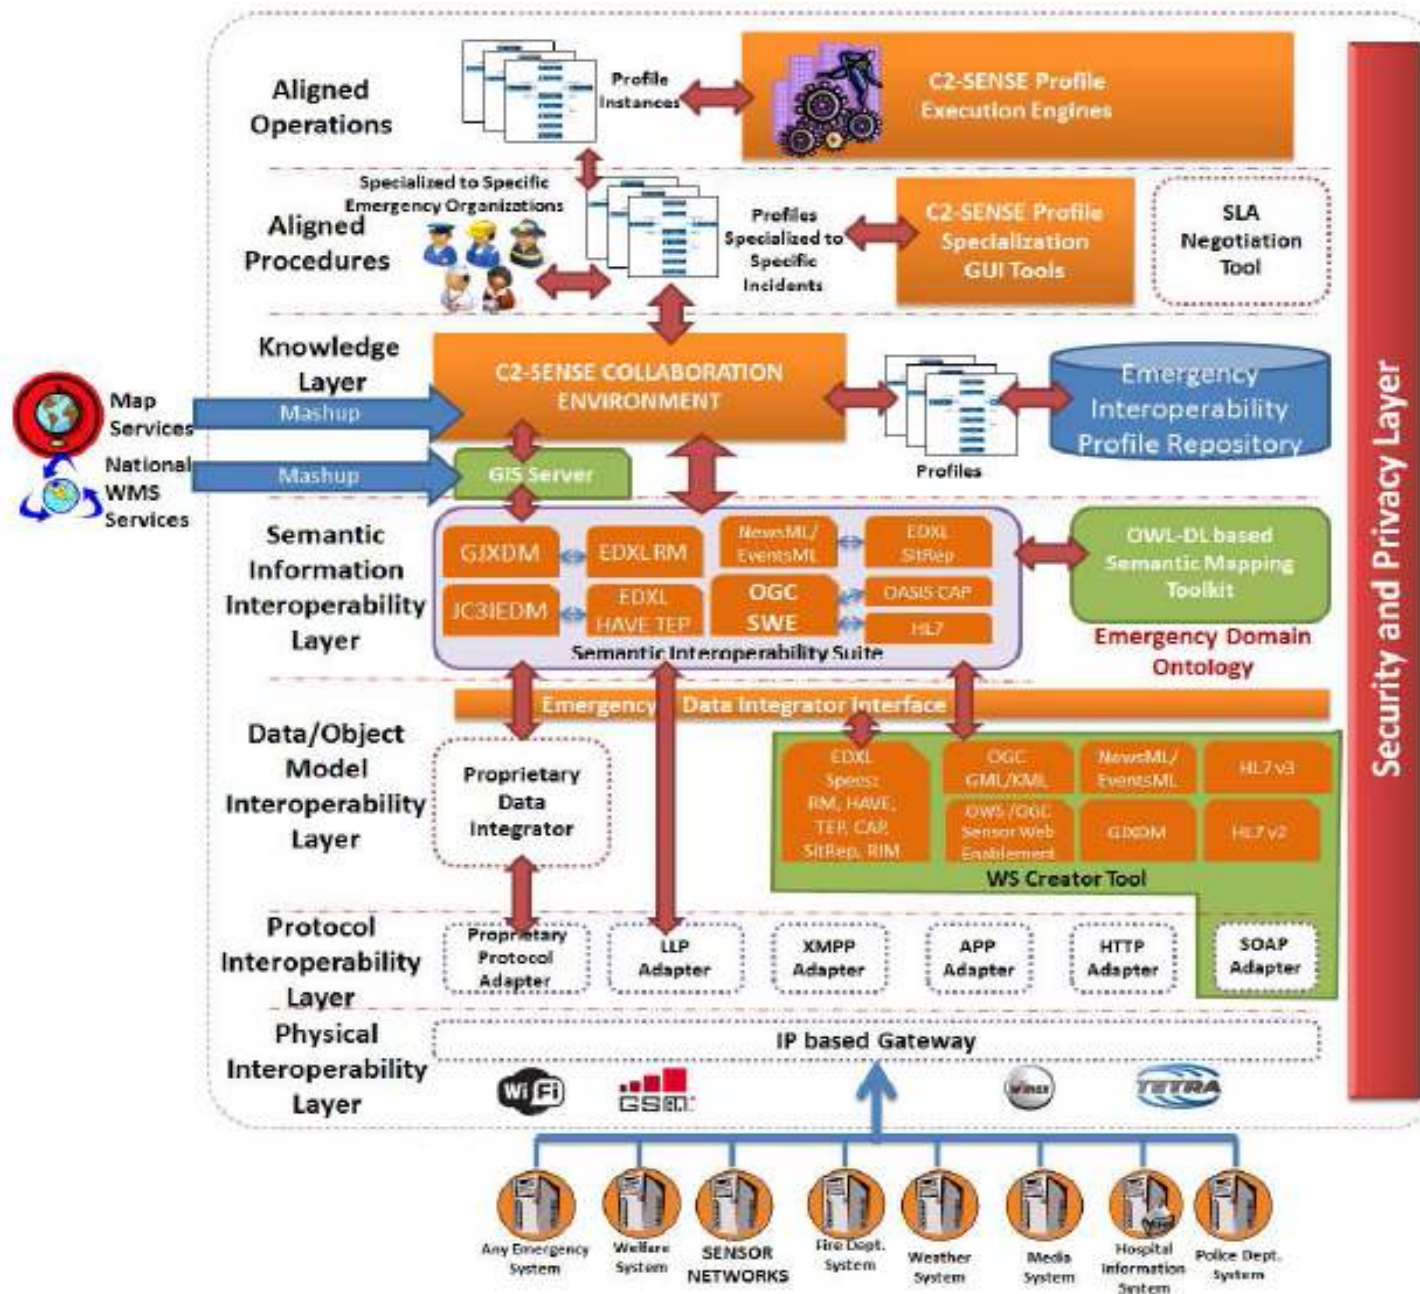 Aligned
Operations
Profile
Instances
C2-SENSE Profile
Execution Engines
Aligned
Procedures
Specialized to Specific
Emergency Organizations
Profiles
Specialized to
Specific
Incidents
C2-SENSE Profile
Specialization
GUI Tools
SLA
Negotiation
Tool
Knowledge
Layer
Map
Services
Mashup
C2-SENSE COLLABORATION
ENVIRONMENT
Profiles
Emergency
Interoperability
Profile Repository
National
WMS
Services
Mashup
GIS Server
Semantic
Information
Interoperability
Layer
GJXDM
EDXL RM
NewsML/
EventsML
EDXL
SitRep
JC3IEDM
EDXL
HAVE TEP
OGC
SWE
OASIS CAP
HL7
Semantic Interoperability Suite
OWL-DL based
Semantic Mapping
Toolkit
Emergency Domain
Ontology
Emergency Data Integrator Interface
Data/Object
Model
Interoperability
Layer
Proprietary
Data
Integrator
EDXL
Specs:
RM, HAVE,
TEP, CAP,
SitRep, RIM
OGC
GML/KML
NewsML/
EventsML
HL7 v3
OWS /OGC
Sensor Web
Enablement
GJXDM
HL7 v2
WS Creator Tool
Protocol
Interoperability
Layer
Proprietary
Protocol
Adapter
LLP
Adapter
XMPP
Adapter
APP
Adapter
HTTP
Adapter
SOAP
Adapter
Physical
Interoperability
Layer
IP based Gateway
Wi Fi
TETRA
Any Emergency
System
Welfare
System
SENSOR
NETWORKS
Fire Dept.
System
Weather
System
Media
System
Hospital
Information
System
Police Dept.
System
Security and Privacy Layer